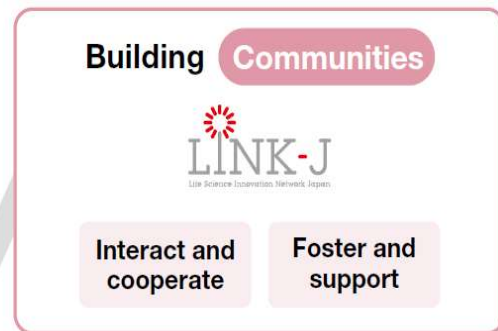 Building Communities
LINK-J
Life Science Innovation Network Japan
Interact and
cooperate
Foster and
support